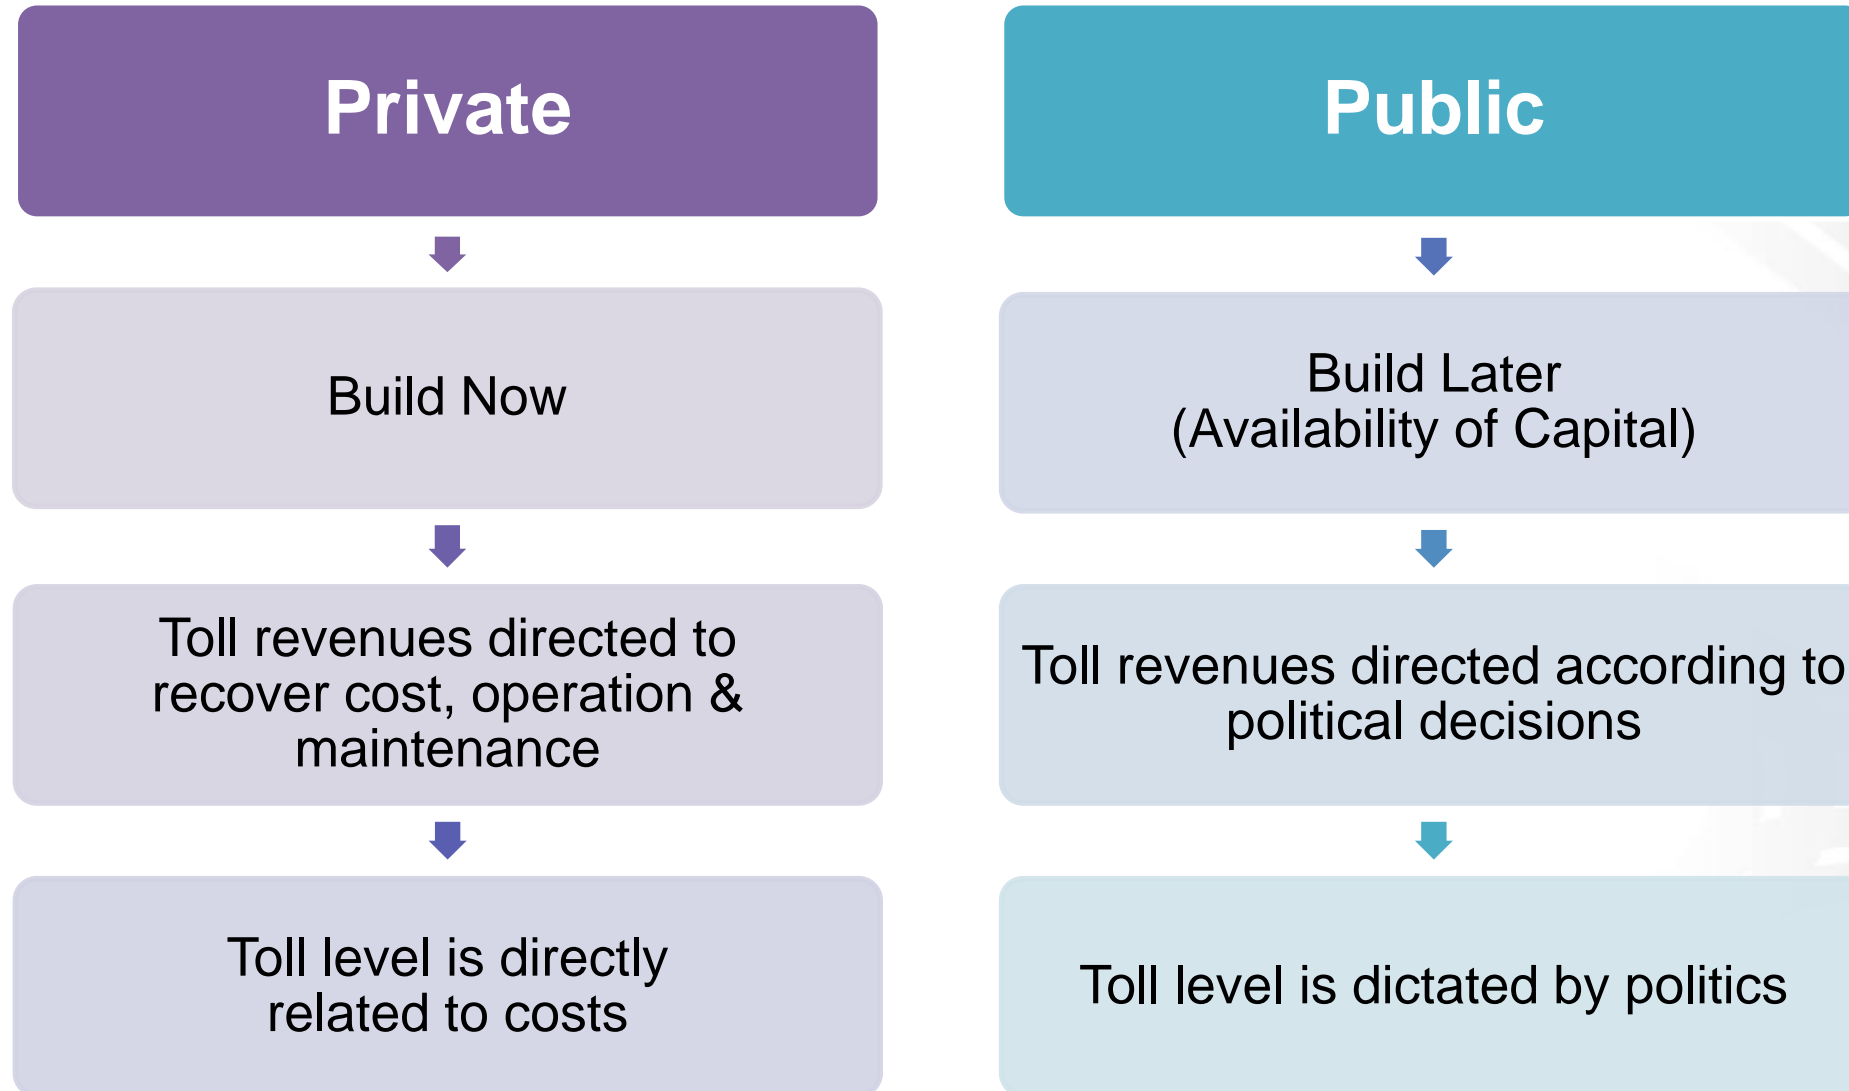 Private
Build Now
Toll revenues directed to
recover cost, operation &
maintenance
Toll level is directly
related to costs
Public
Build Later
(Availability of Capital)
Toll revenues directed according to
political decisions
Toll level is dictated by politics